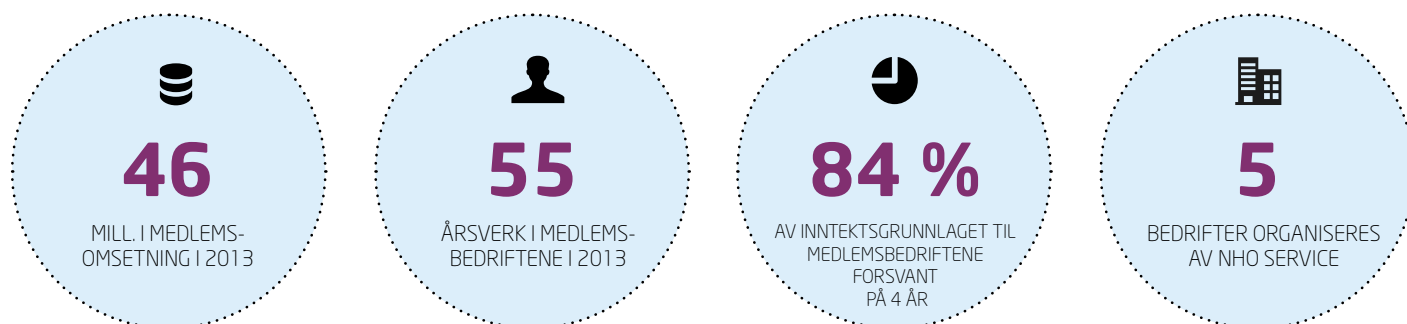 46
MILL. I MEDLEMS-
OMSETNING I 2013
55
ÅRSVERK I MEDLEMS-
BEDRIFTENE I 2013
84 %
AV INNTEKTSGRUNNLAGET TIL
MEDLEMSBEDRIFTENE
FORSVANT
PÅ 4 ÅR
5
BEDRIFTER ORGANISERES
AV NHO SERVICE